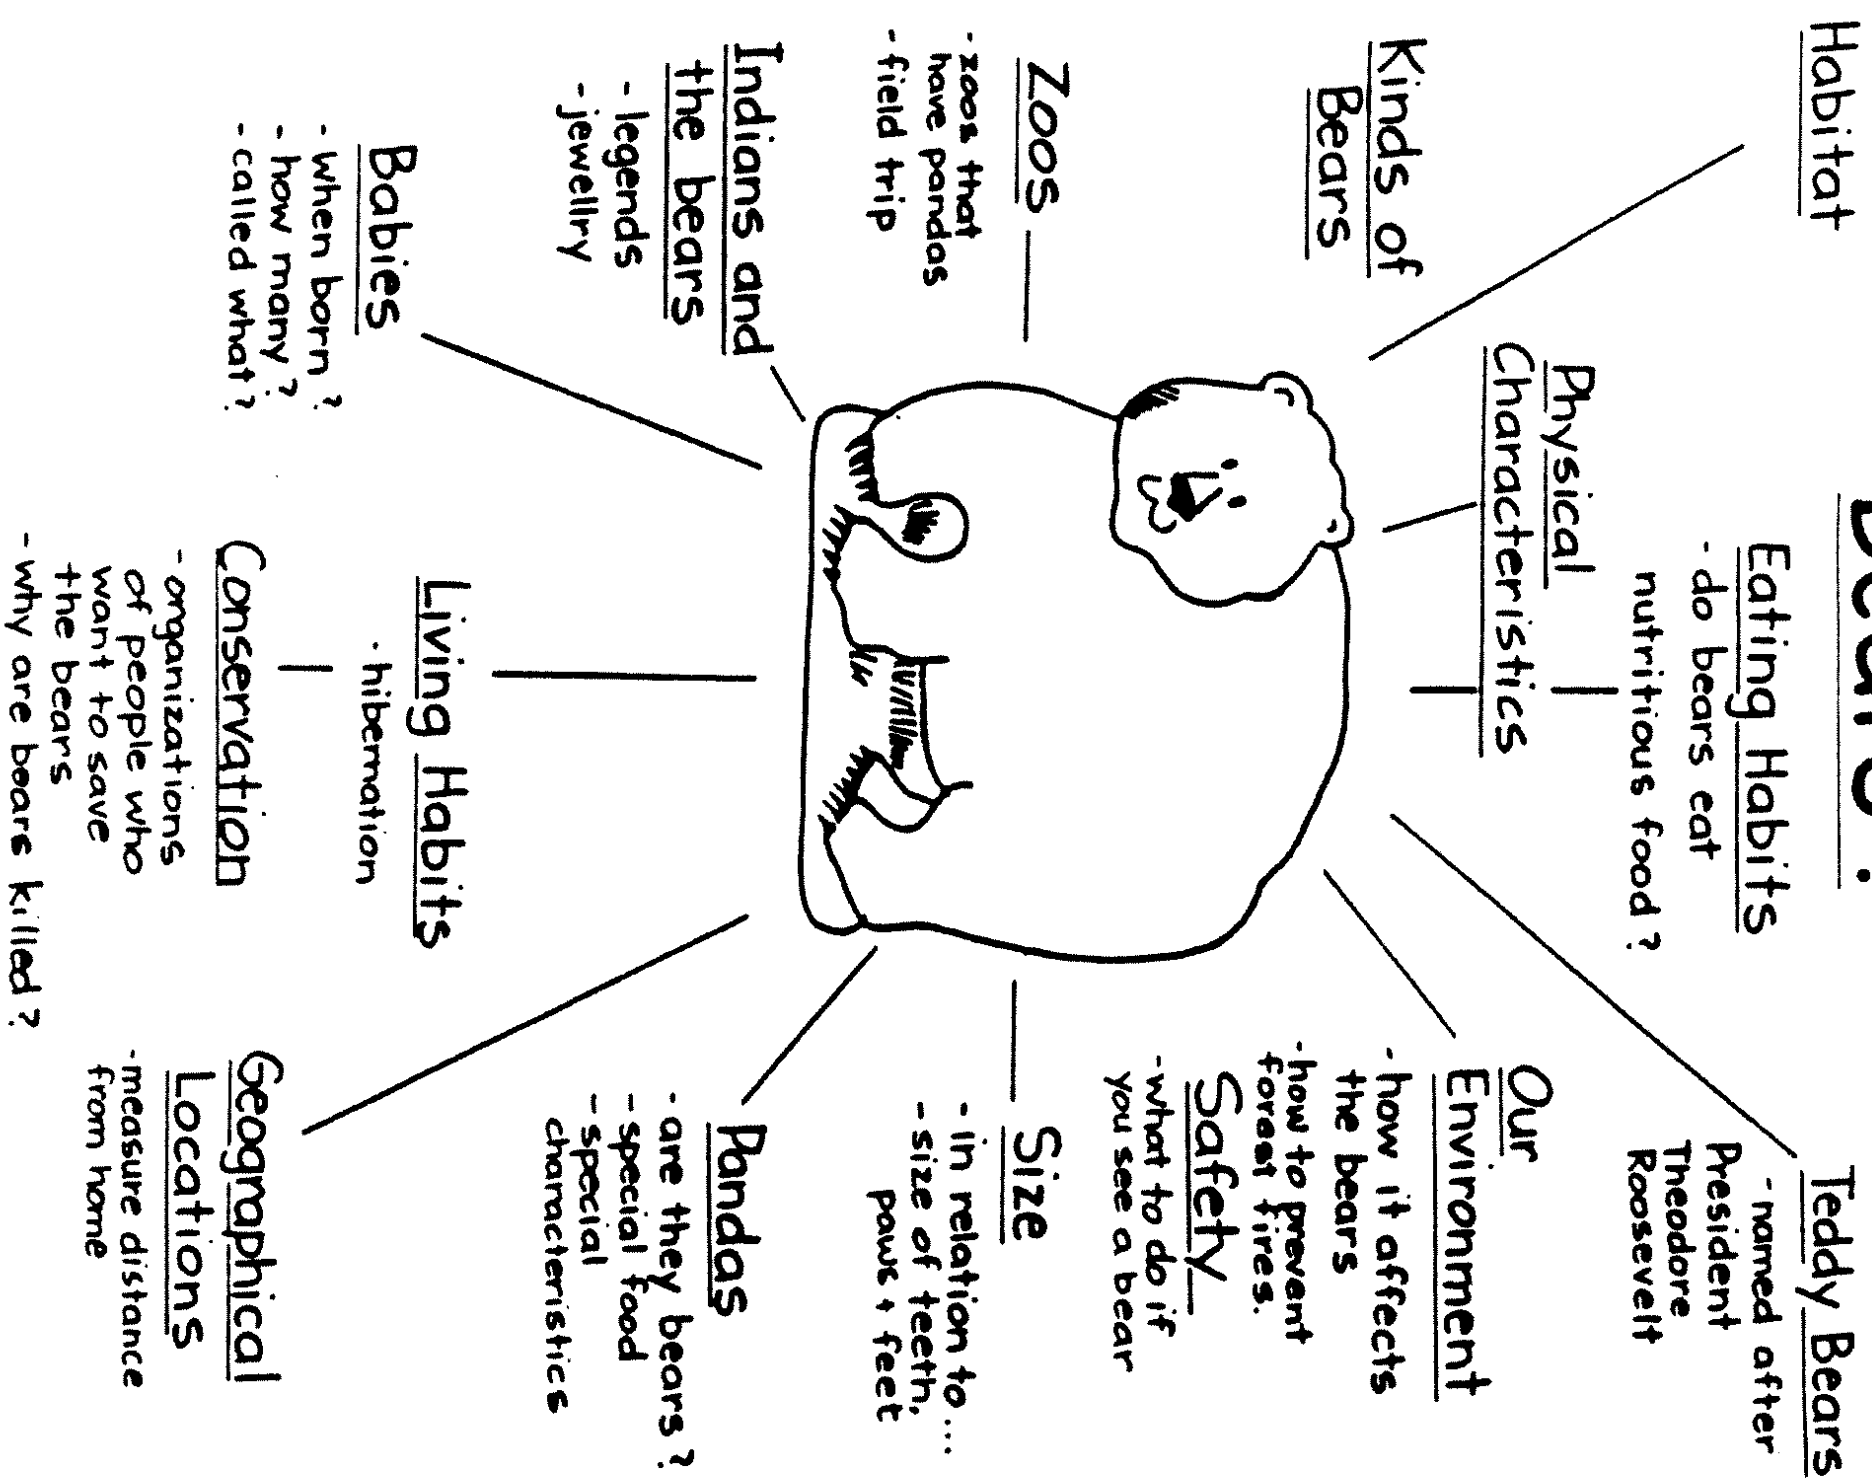 Habitat
Kinds of
Bears
Zoos
- zoos that
have pandas
- field trip
Indians and
the bears
- legends
- jewellry
Babies
- when born?
- how many?
- called what?
Eating Habits
- do bears eat
nutritious food?
Physical
Characteristics
Living Habits
- hibernation
Conservation
- organizations
of people who
want to save
the bears
- why are bears killed?
Teddy Bears
- named after
President
Theodore
Roosevelt
Our
Environment
- how it affects
the bears
- how to prevent
forest fires.
Safety
- what to do if
you see a bear
Size
- in relation to...
- size of teeth,
paws + feet
Pandas
- are they bears?
- special food
- special
characteristics
Geographical
Locations
- measure distance
from home